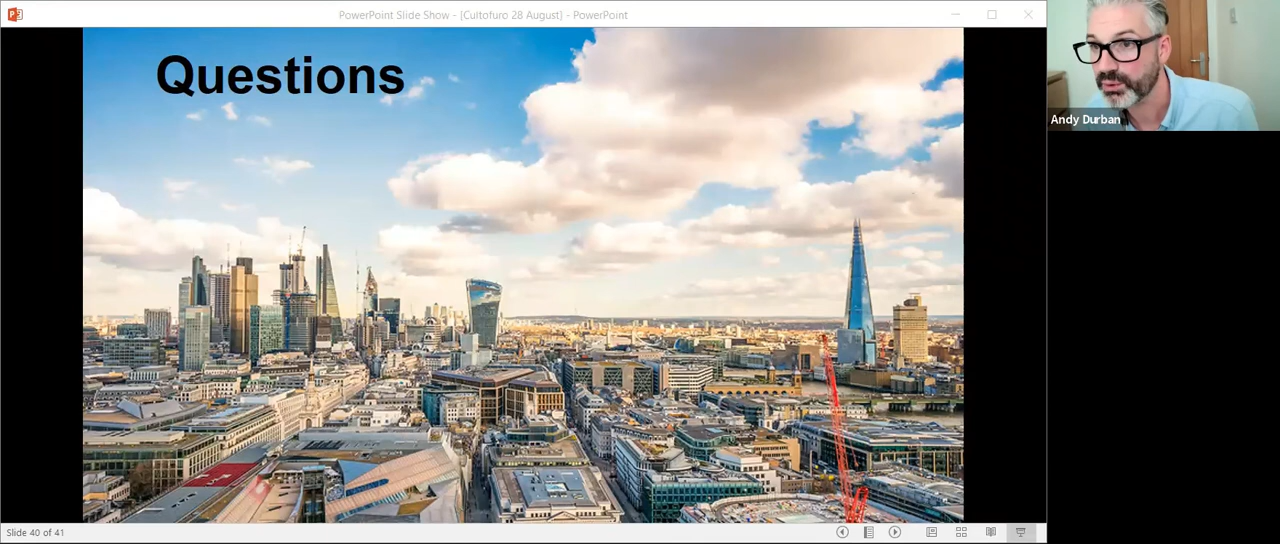 PowerPoint Slide Show - [Cultofuro 28 August] - PowerPoint
Questions
Andy Durban
Slide 40 of 41